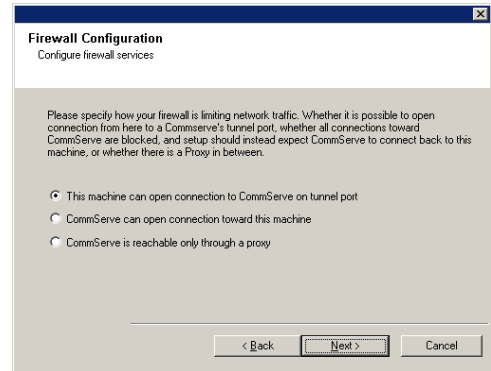 Firewall Configuration
Configure firewall services
Please specify how your firewall is limiting network traffic. Whether it is possible to open
connection from here to a Commserve's tunnel port, whether all connections toward
CommServe are blocked, and setup should instead expect CommServe to connect back to this
machine, or whether there is a Proxy in between.
This machine can open connection to CommServe on tunnel port
CommServe can open connection toward this machine
CommServe is reachable only through a proxy
< Back
Next >
Cancel